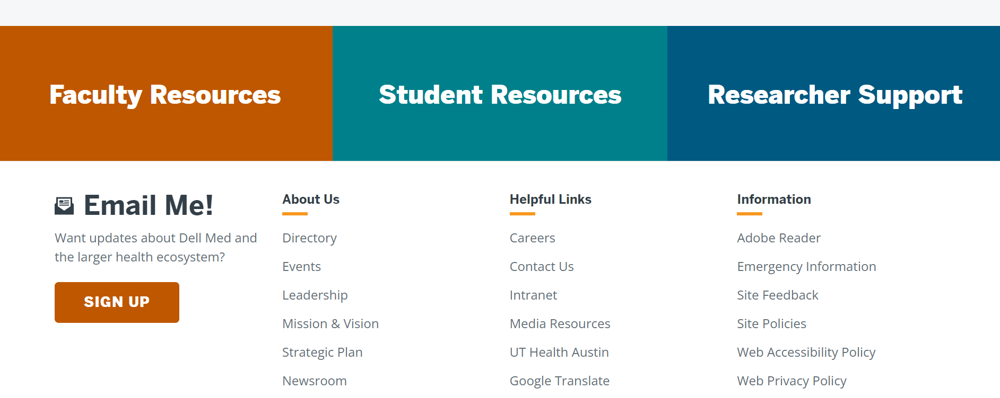 Faculty Resources
Student Resources
Researcher Support
Email Me!
Want updates about Dell Med and
the larger health ecosystem?
SIGN UP
About Us
Directory
Events
Leadership
Mission & Vision
Strategic Plan
Newsroom
Helpful Links
Careers
Contact Us
Intranet
Media Resources
UT Health Austin
Google Translate
Information
Adobe Reader
Emergency Information
Site Feedback
Site Policies
Web Accessibility Policy
Web Privacy Policy